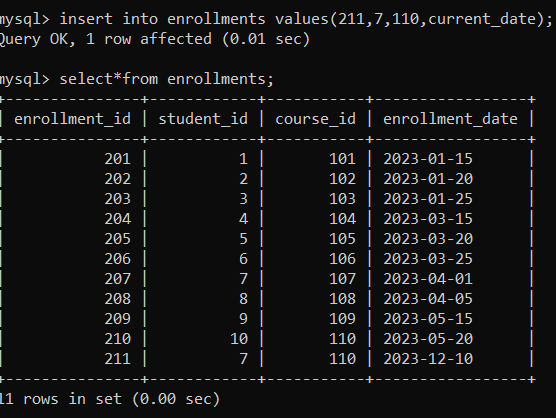 mysql> insert into enrollments values(211,7,110,current_date);
Query OK, 1 row affected (0.01 sec)
mysql> select*from enrollments;
+---------------+------------+-----------+-----------------+
| enrollment_id | student_id | course_id | enrollment_date |
+---------------+------------+-----------+-----------------+
| 201 | 1 | 101 | 2023-01-15 |
| 202 | 2 | 102 | 2023-01-20 |
| 203 | 3 | 103 | 2023-01-25 |
| 204 | 4 | 104 | 2023-03-15 |
| 205 | 5 | 105 | 2023-03-20 |
| 206 | 6 | 106 | 2023-03-25 |
| 207 | 7 | 107 | 2023-04-01 |
| 208 | 8 | 108 | 2023-04-05 |
| 209 | 9 | 109 | 2023-05-15 |
| 210 | 10 | 110 | 2023-05-20 |
| 211 | 7 | 110 | 2023-12-10 |
+---------------+------------+-----------+-----------------+
11 rows in set (0.00 sec)